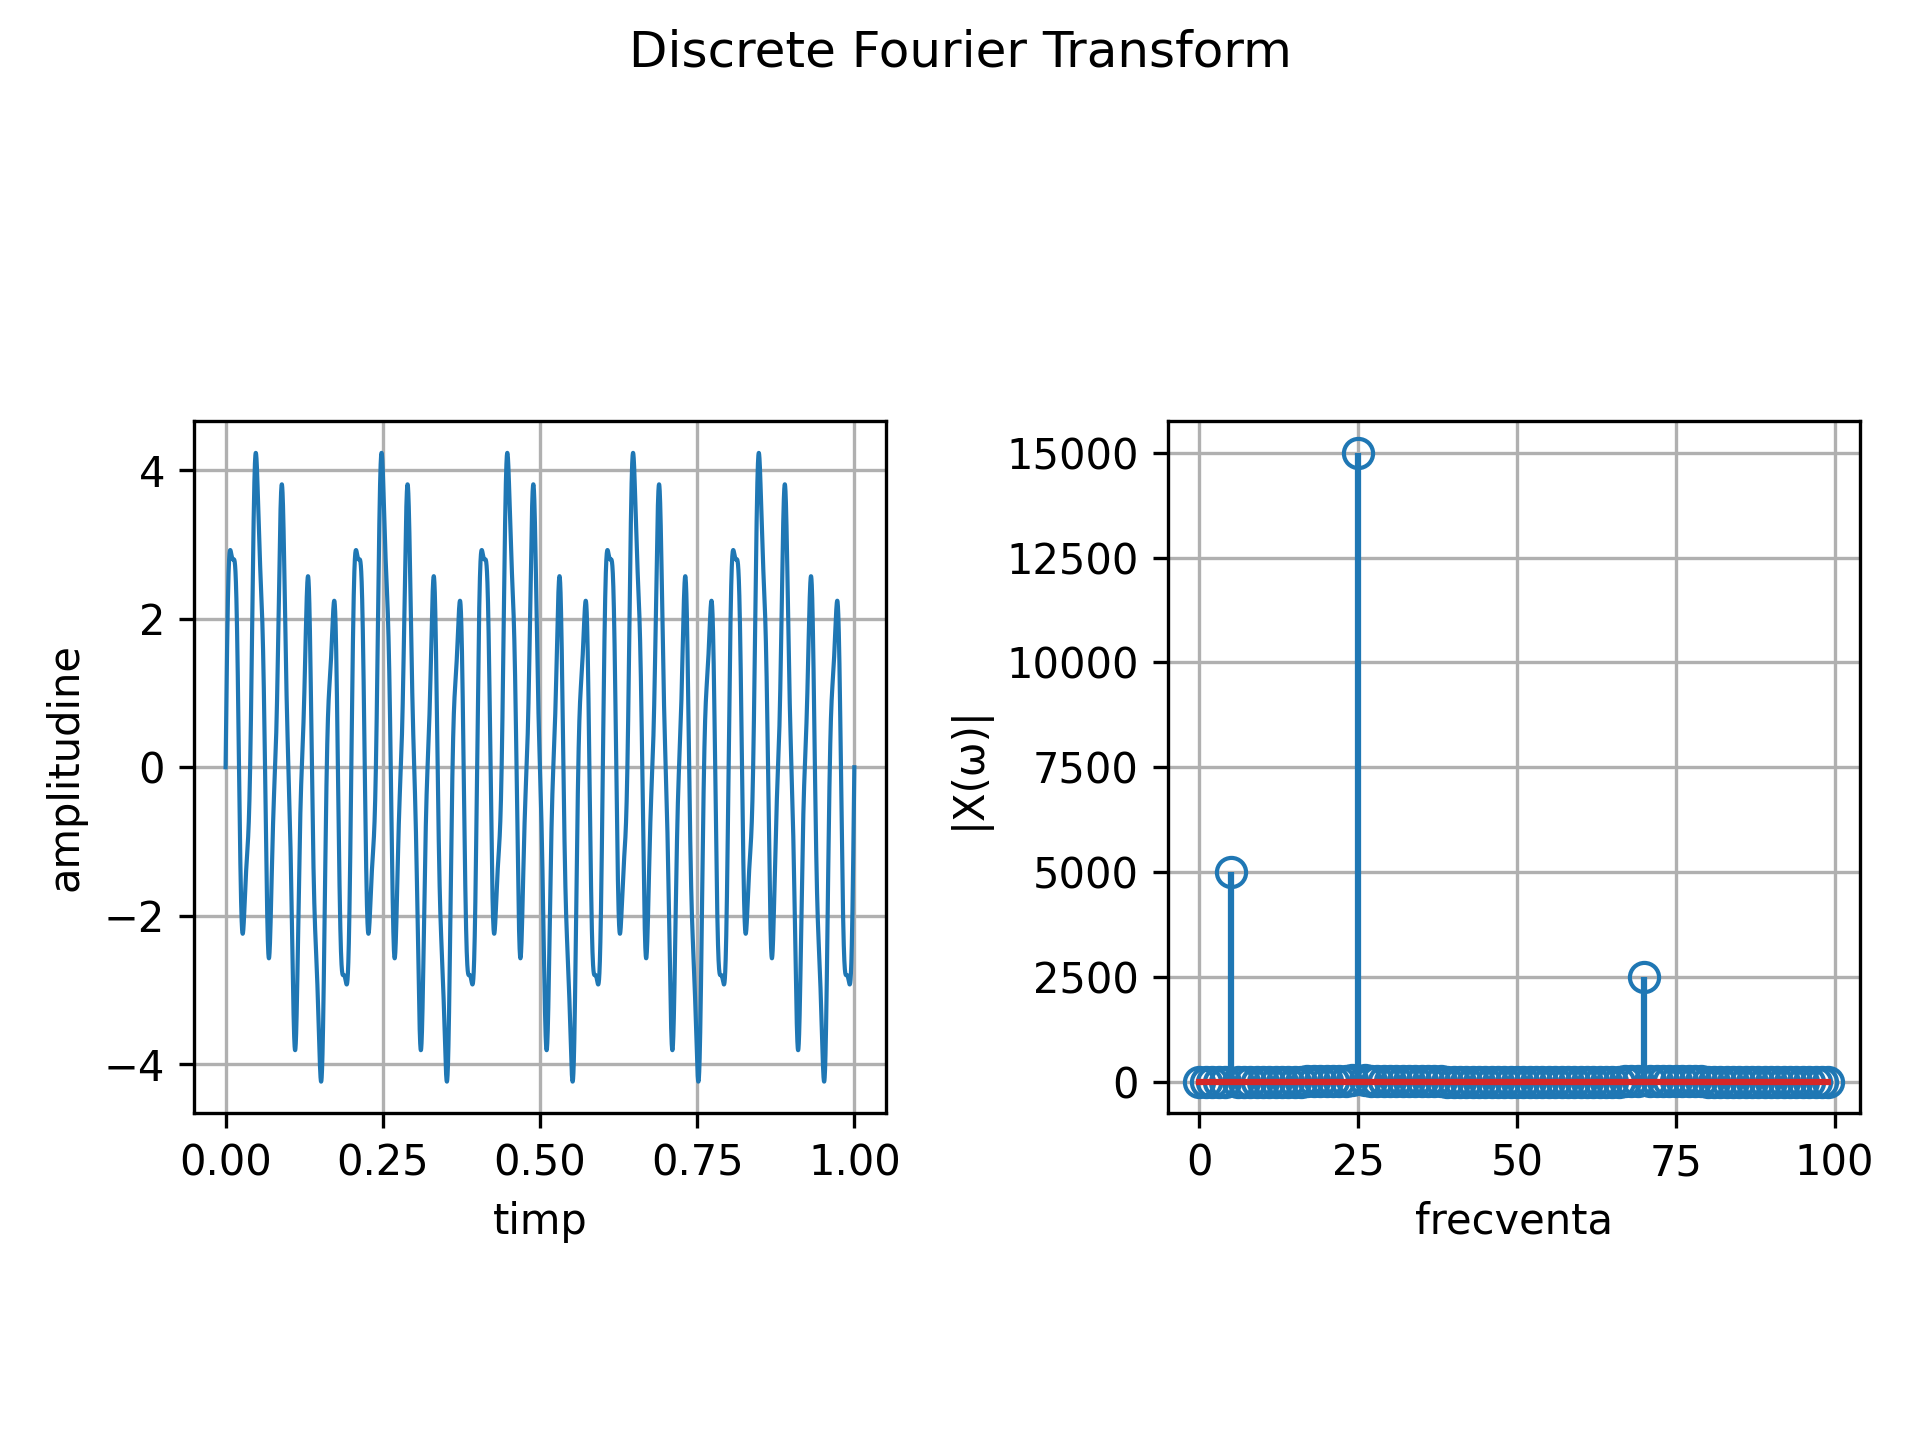 Discrete Fourier Transform
amplitudine
4
2
0
−2
−4
0.00 0.25 0.50 0.75 1.00
timp
|X(ω)|
15000
12500
10000
7500
5000
2500
0
0 25 50 75 100
frecventa